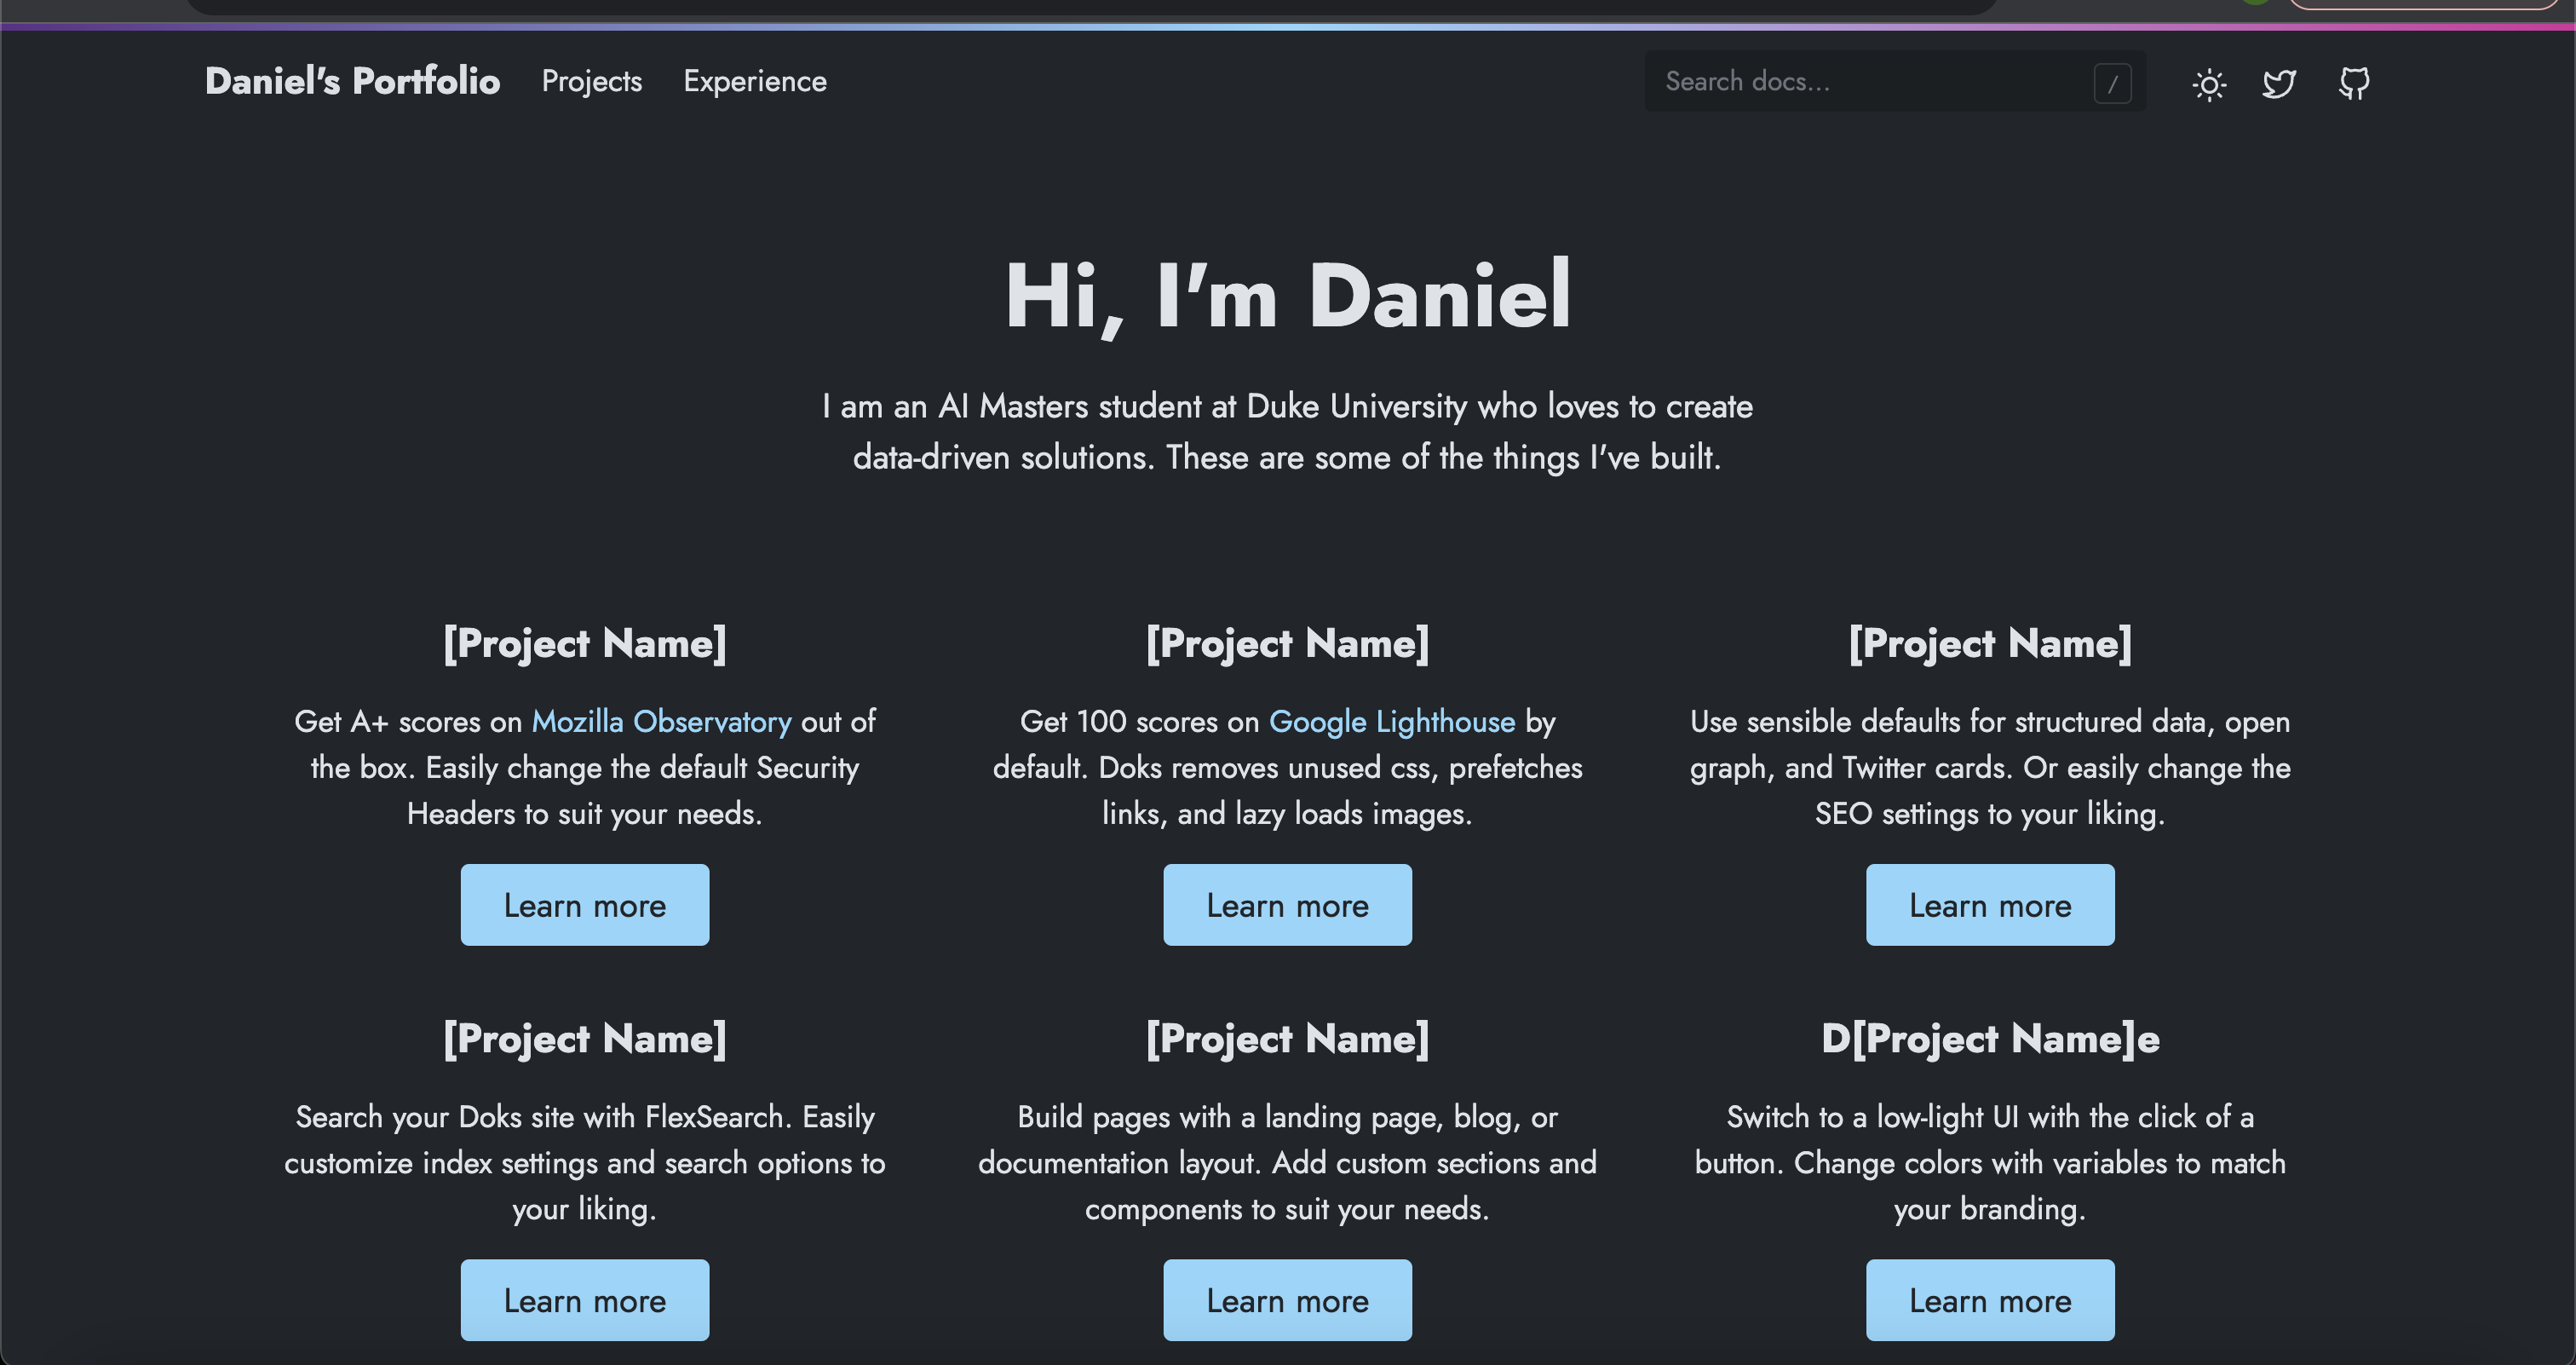 Daniel's Portfolio Projects Experience Search docs... /
Hi, I'm Daniel
I am an AI Masters student at Duke University who loves to create
data-driven solutions. These are some of the things I've built.
[Project Name]
Get A+ scores on Mozilla Observatory out of
the box. Easily change the default Security
Headers to suit your needs.
Learn more
[Project Name]
Get 100 scores on Google Lighthouse by
default. Doks removes unused css, prefetches
links, and lazy loads images.
Learn more
[Project Name]
Use sensible defaults for structured data, open
graph, and Twitter cards. Or easily change the
SEO settings to your liking.
Learn more
[Project Name]
Search your Doks site with FlexSearch. Easily
customize index settings and search options to
your liking.
Learn more
[Project Name]
Build pages with a landing page, blog, or
documentation layout. Add custom sections and
components to suit your needs.
Learn more
D[Project Name]e
Switch to a low-light UI with the click of a
button. Change colors with variables to match
your branding.
Learn more